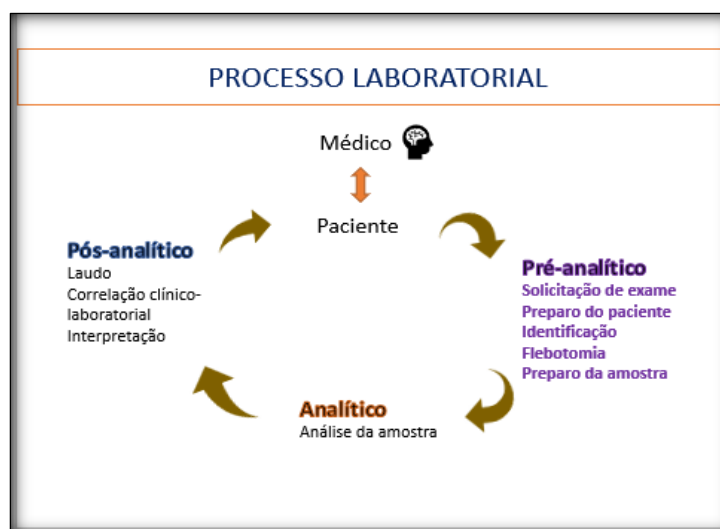 PROCESSO LABORATORIAL
Médico
Paciente
Pós-analítico
Laudo
Correlação clínico-
laboratorial
Interpretação
Pré-analítico
Solicitação de exame
Preparo do paciente
Identificação
Flebotomia
Preparo da amostra
Analítico
Análise da amostra